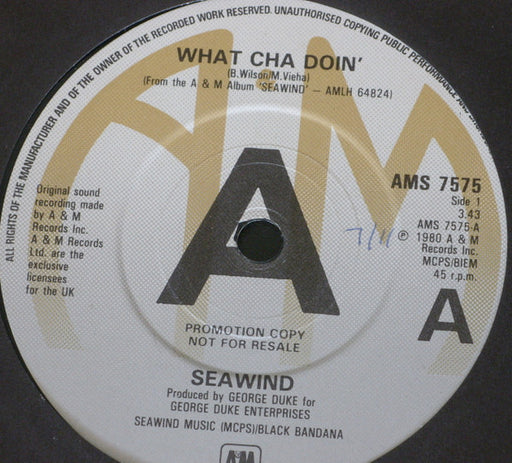 ALL RIGHTS OF THE MANUFACTURER AND OF THE OWNER OF THE RECORDED WORK RESERVED. UNAUTHORISED COPYING PUBLIC PERFORMANCE AND
WHAT CHA DOIN'
(B.Wilson/M.Vieha)
(From the A & M Album 'SEAWIND' – AMLH 64824)
A&M
A
Original sound
recording made
by A & M
Records Inc.
A & M Records
Ltd. are the
exclusive
licensees
for the UK
AMS 7575
Side 1
3.43
AMS 7575-A
℗ 1980 A & M
Records Inc.
MCPS/BIEM
45 r.p.m.
A
7/11
PROMOTION COPY
NOT FOR RESALE
SEAWIND
Produced by GEORGE DUKE for
GEORGE DUKE ENTERPRISES
SEAWIND MUSIC (MCPS)/BLACK BANDANA
A&M